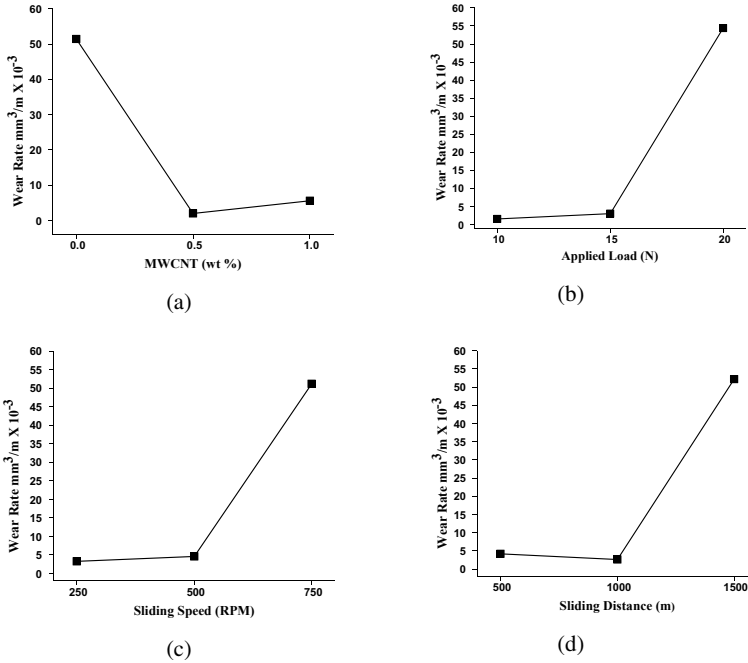 60
50
40
30
20
10
0
Wear Rate mm³/m X 10⁻³
0.0 0.5 1.0
MWCNT (wt %)
(a)
60
55
50
45
40
35
30
25
20
15
10
5
0
Wear Rate mm³/m X 10⁻³
10 15 20
Applied Load (N)
(b)
60
55
50
45
40
35
30
25
20
15
10
5
0
Wear Rate mm³/m X 10⁻³
250 500 750
Sliding Speed (RPM)
(c)
60
55
50
45
40
35
30
25
20
15
10
5
0
Wear Rate mm³/m X 10⁻³
500 1000 1500
Sliding Distance (m)
(d)